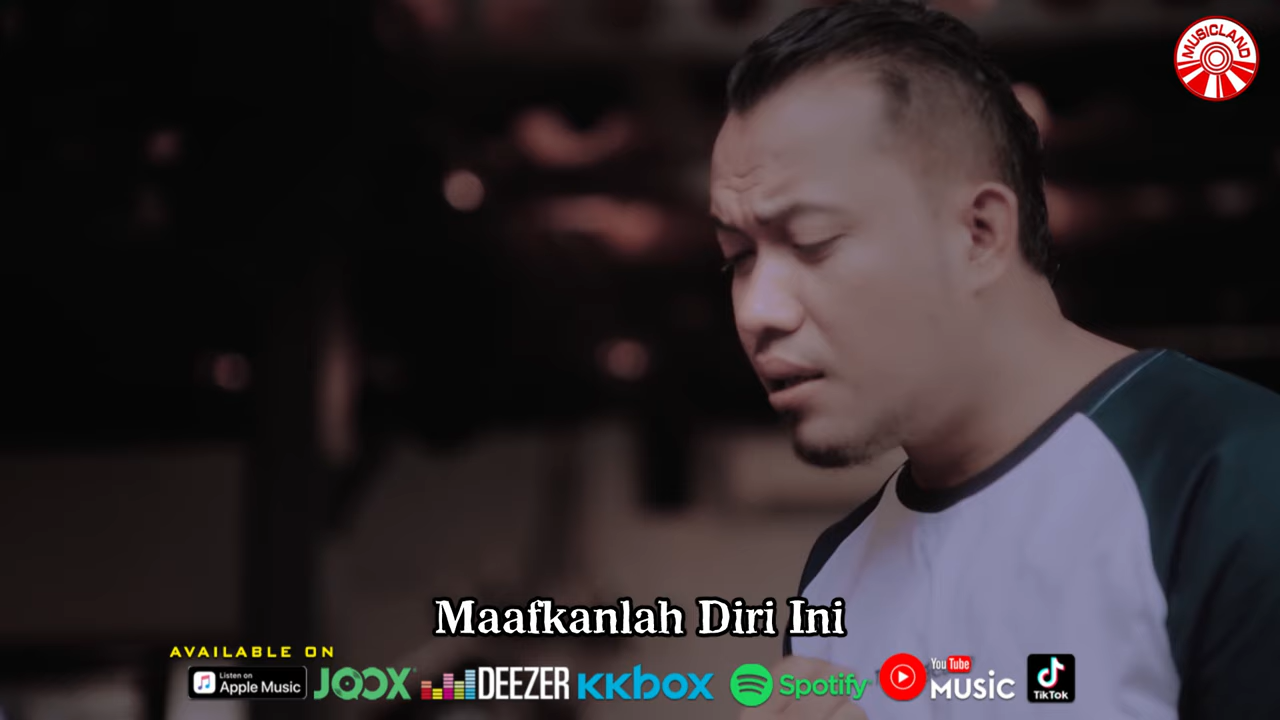 MUSICLAND
Maafkanlah Diri Ini
AVAILABLE ON
Listen on
Apple Music
JOOX
DEEZER
KKBOX
Spotify
YouTube
MUSIC
TikTok